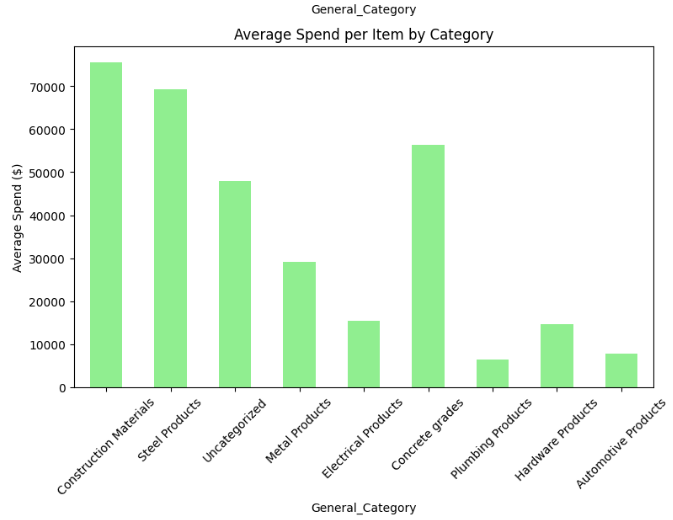 General_Category
Average Spend per Item by Category
Average Spend ($)
70000
60000
50000
40000
30000
20000
10000
0
Construction Materials
Steel Products
Uncategorized
Metal Products
Electrical Products
Concrete grades
Plumbing Products
Hardware Products
Automotive Products
General_Category